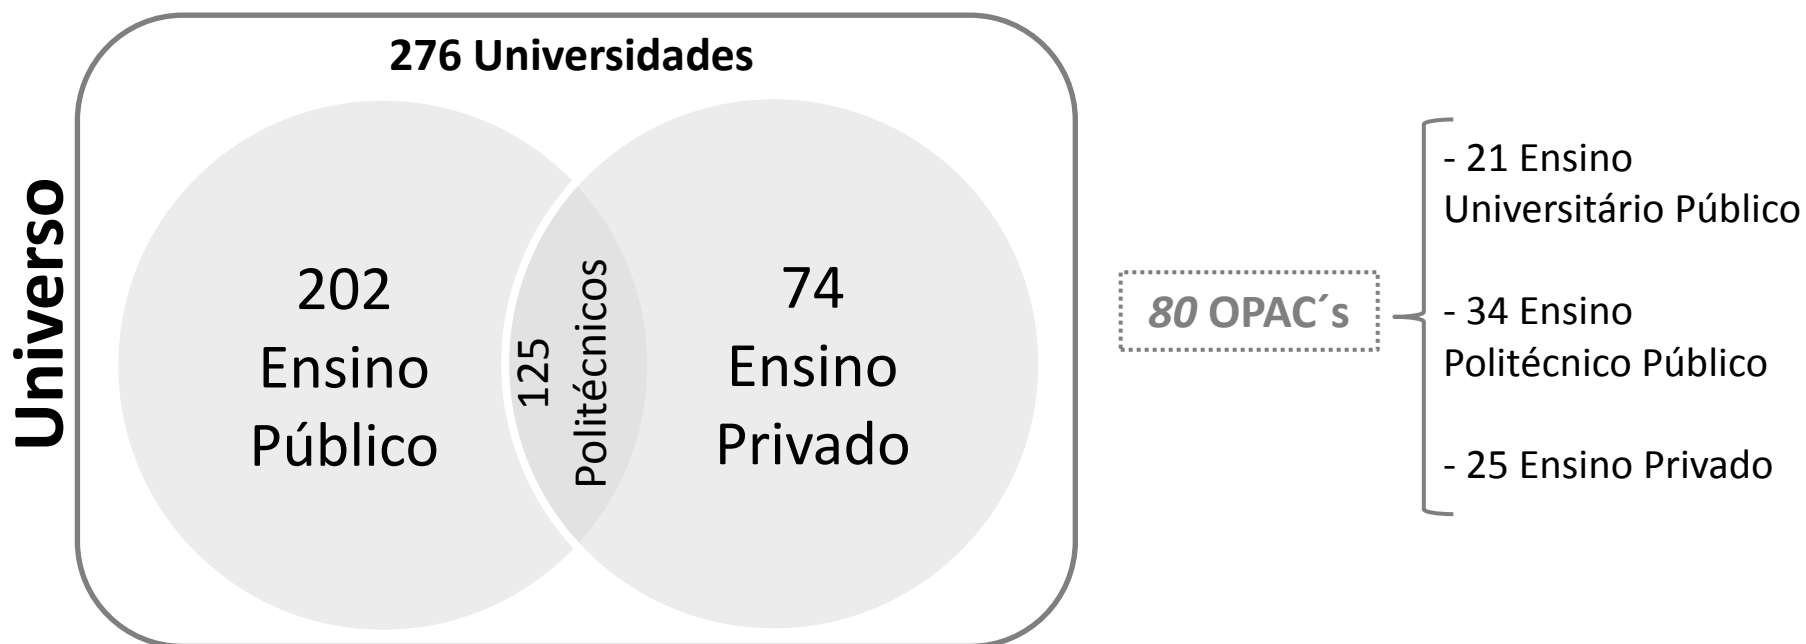 276 Universidades
Universo
202
Ensino
Público
125
Politécnicos
74
Ensino
Privado
80 OPAC´s
- 21 Ensino
Universitário Público
- 34 Ensino
Politécnico Público
- 25 Ensino Privado